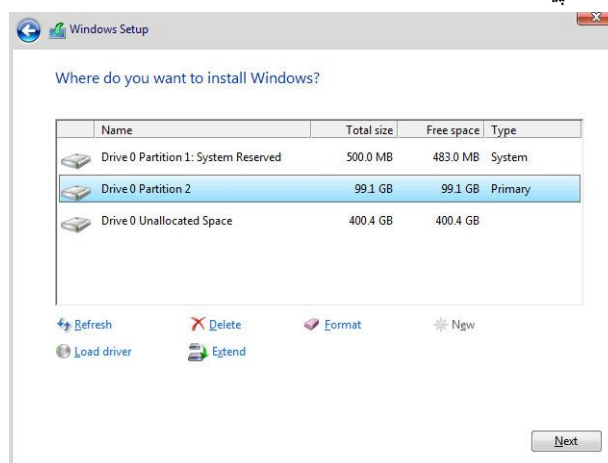 Windows Setup
Where do you want to install Windows?
Name Total size Free space Type
Drive 0 Partition 1: System Reserved 500.0 MB 483.0 MB System
Drive 0 Partition 2 99.1 GB 99.1 GB Primary
Drive 0 Unallocated Space 400.4 GB 400.4 GB
Refresh Delete Format New
Load driver Extend
Next